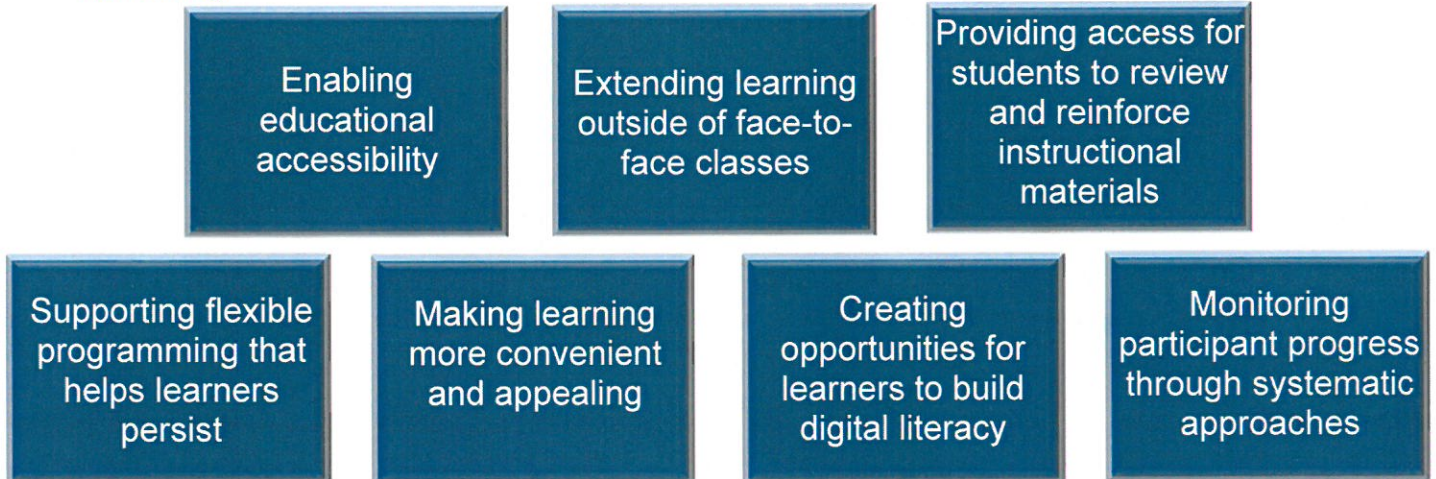 Enabling
educational
accessibility
Extending learning
outside of face-to-
face classes
Providing access for
students to review
and reinforce
instructional
materials
Supporting flexible
programming that
helps learners
persist
Making learning
more convenient
and appealing
Creating
opportunities for
learners to build
digital literacy
Monitoring
participant progress
through systematic
approaches